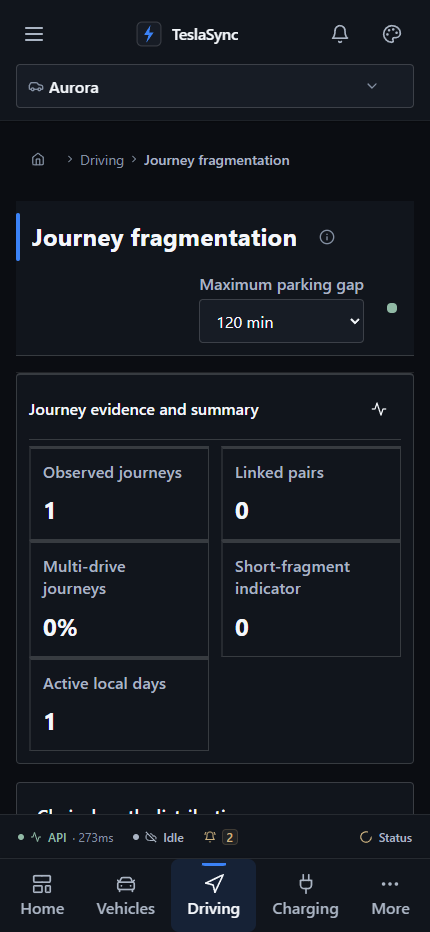 TeslaSync
Aurora
Driving
Journey fragmentation
Journey fragmentation
Maximum parking gap
120 min
Journey evidence and summary
Observed journeys
1
Linked pairs
0
Multi-drive
journeys
0%
Short-fragment
indicator
0
Active local days
1
API · 273ms
Idle
2
Status
Home
Vehicles
Driving
Charging
More